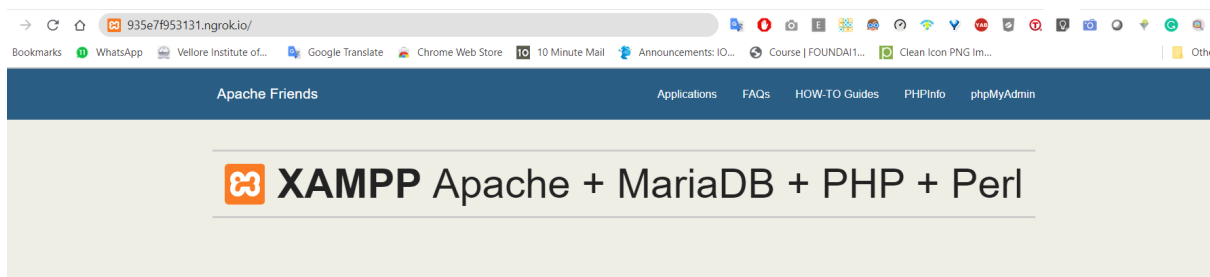 935e7f953131.ngrok.io/
Bookmarks WhatsApp Vellore Institute of... Google Translate Chrome Web Store 10 10 Minute Mail Announcements: IO... Course | FOUNDAI1... Clean Icon PNG Im... Othe
Apache Friends Applications FAQs HOW-TO Guides PHPInfo phpMyAdmin
XAMPP Apache + MariaDB + PHP + Perl